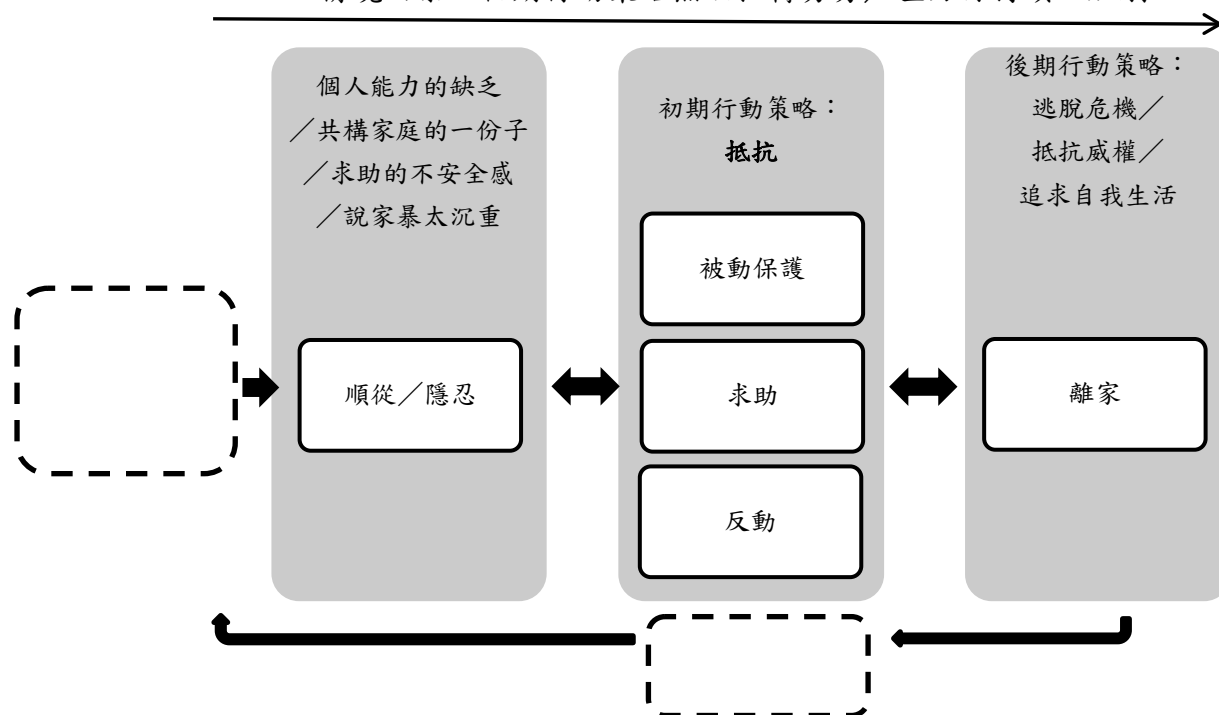 個人能力的缺乏
／共構家庭的一份子
／求助的不安全感
／說家暴太沉重
順從／隱忍
初期行動策略：
抵抗
被動保護
求助
反動
後期行動策略：
逃脫危機／
抵抗威權／
追求自我生活
離家